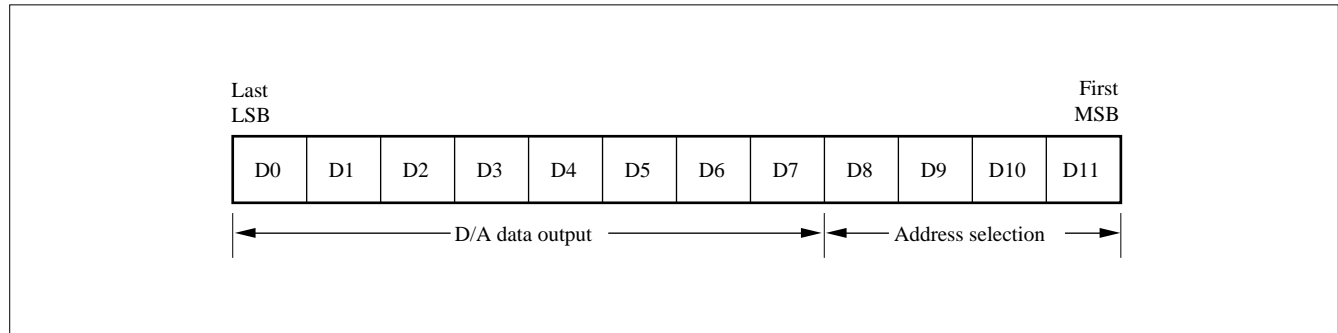 Last
LSB
First
MSB
D0 D1 D2 D3 D4 D5 D6 D7 D8 D9 D10 D11
D/A data output
Address selection